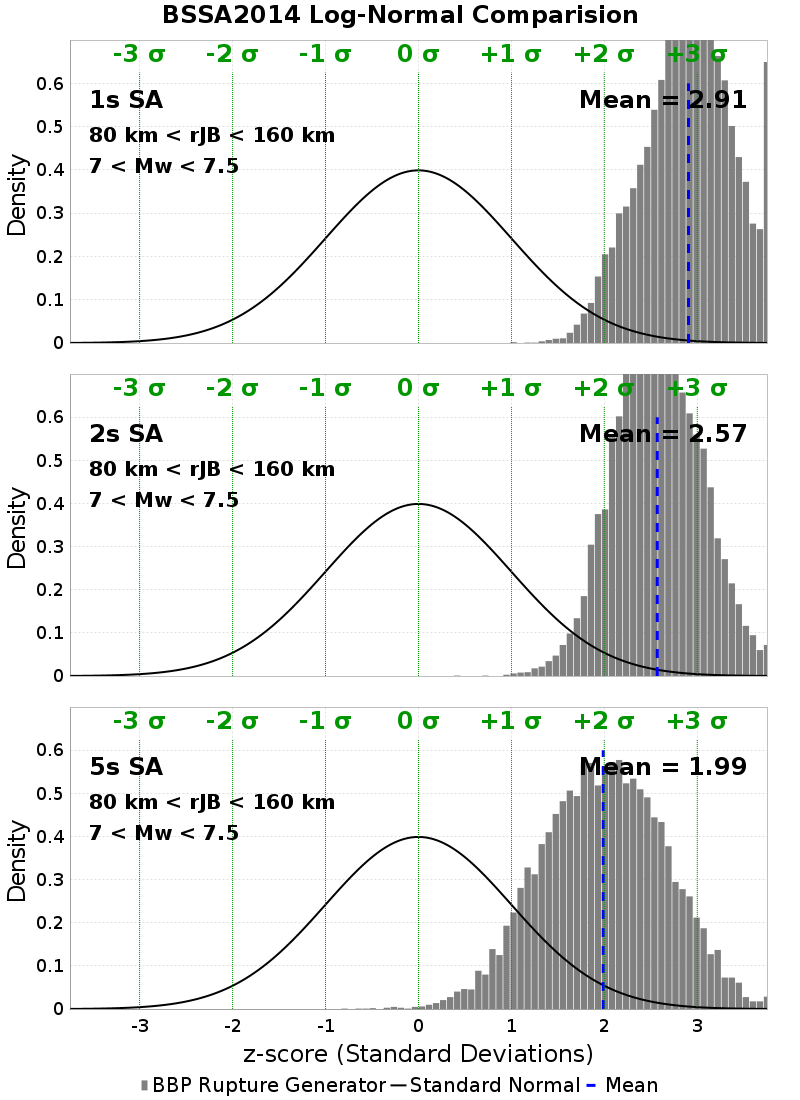 BSSA2014 Log-Normal Comparision
-3 σ -2 σ -1 σ 0 σ +1 σ +2 σ +3 σ
0.6
1s SA Mean = 2.91
0.5
80 km < rJB < 160 km
7 < Mw < 7.5
0.4
0.3
0.2
0.1
0
Density
-3 σ -2 σ -1 σ 0 σ +1 σ +2 σ +3 σ
0.6
2s SA Mean = 2.57
0.5
80 km < rJB < 160 km
7 < Mw < 7.5
0.4
0.3
0.2
0.1
0
Density
-3 σ -2 σ -1 σ 0 σ +1 σ +2 σ +3 σ
0.6
5s SA Mean = 1.99
0.5
80 km < rJB < 160 km
7 < Mw < 7.5
0.4
0.3
0.2
0.1
0
Density
-3 -2 -1 0 1 2 3
z-score (Standard Deviations)
BBP Rupture Generator Standard Normal Mean